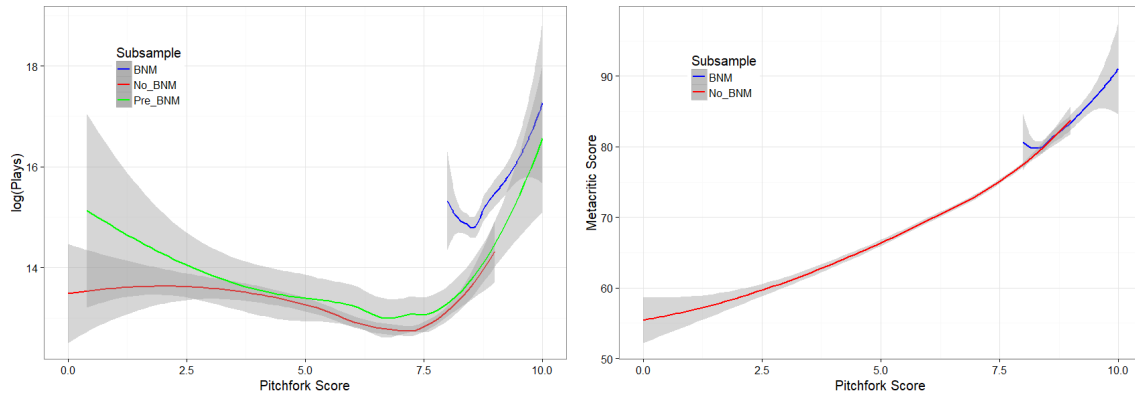 Subsample
BNM
No_BNM
Pre_BNM
18
16
14
log(Plays)
0.0 2.5 5.0 7.5 10.0
Pitchfork Score
Subsample
BNM
No_BNM
90
80
70
60
50
Metacritic Score
0.0 2.5 5.0 7.5 10.0
Pitchfork Score